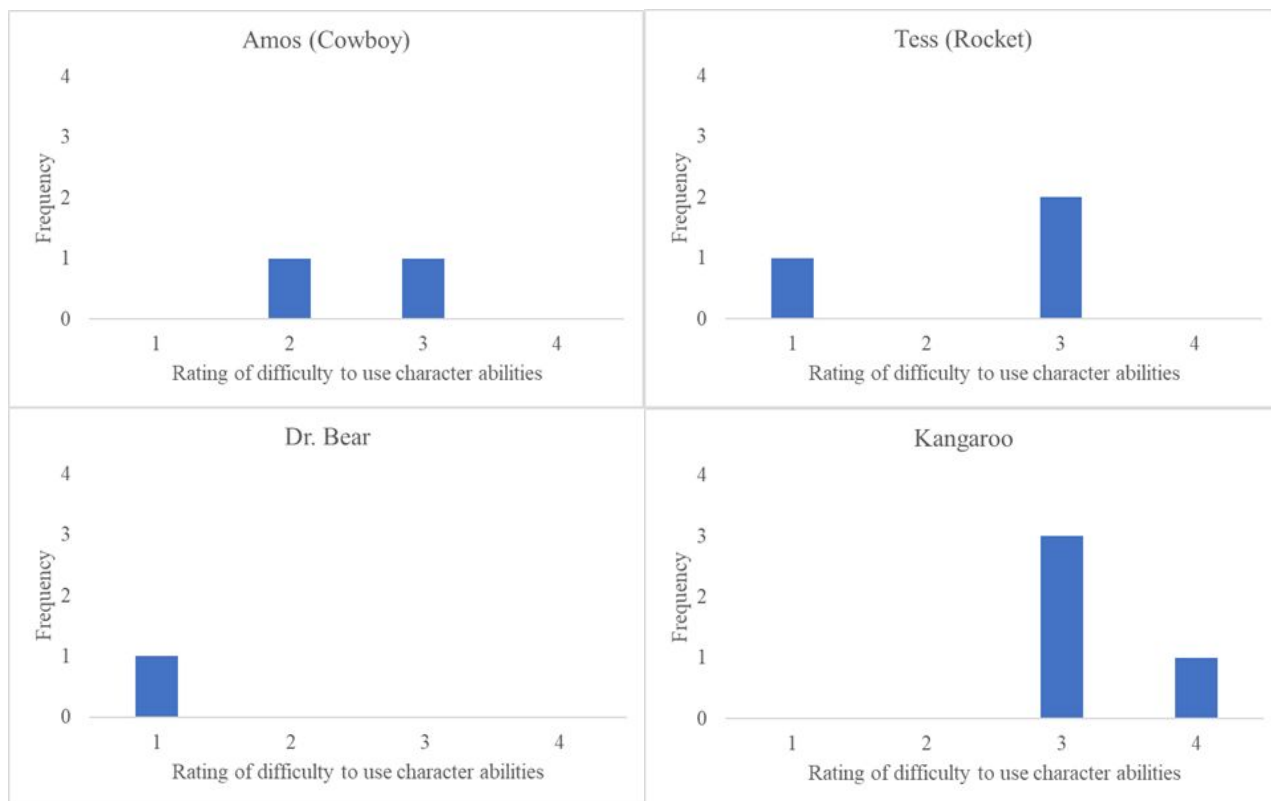 Amos (Cowboy)
4
3
2
1
0
Frequency
1 2 3 4
Rating of difficulty to use character abilities
Tess (Rocket)
4
3
2
1
0
Frequency
1 2 3 4
Rating of difficulty to use character abilities
Dr. Bear
4
3
2
1
0
Frequency
1 2 3 4
Rating of difficulty to use character abilities
Kangaroo
4
3
2
1
0
Frequency
1 2 3 4
Rating of difficulty to use character abilities